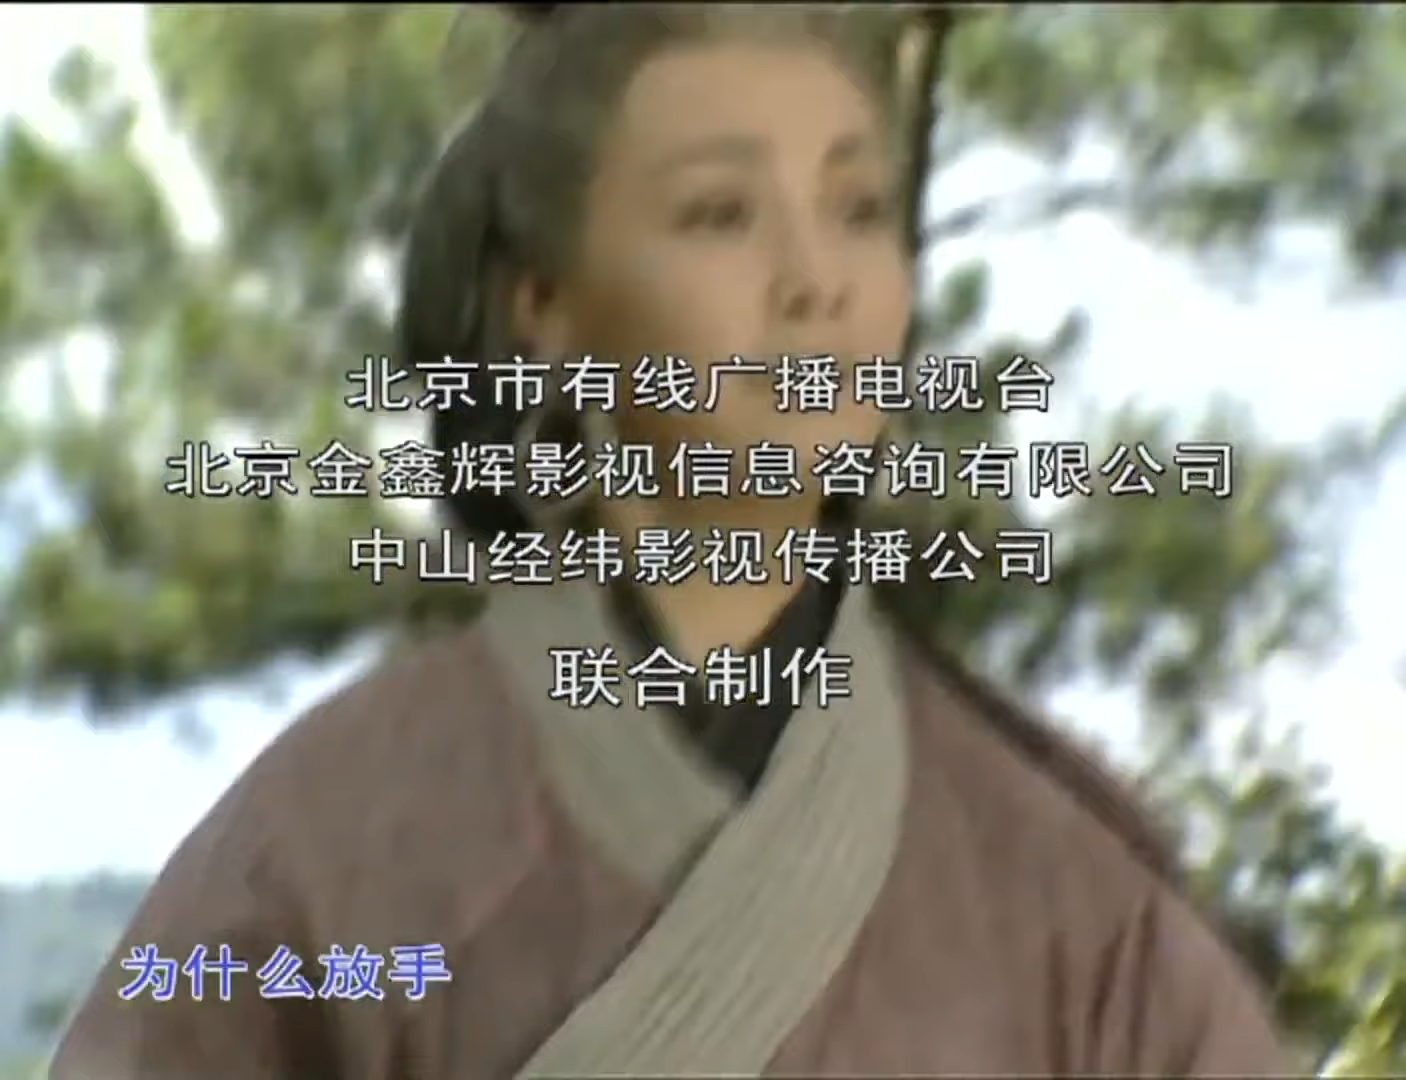 北京市有线广播电视台
北京金鑫辉影视信息咨询有限公司
中山经纬影视传播公司
联合制作
为什么放手